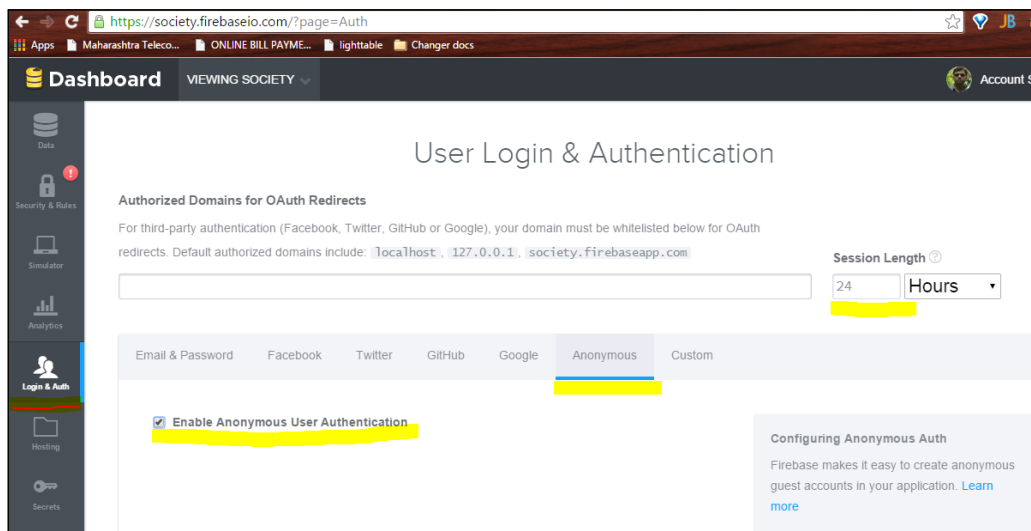 https://society.firebaseio.com/?page=Auth
JB
Apps Maharashtra Teleco... ONLINE BILL PAYME... lighttable Changer docs
Dashboard VIEWING SOCIETY Account S
Data
Security & Rules
Simulator
Analytics
Login & Auth
Hosting
Secrets
User Login & Authentication
Authorized Domains for OAuth Redirects
For third-party authentication (Facebook, Twitter, GitHub or Google), your domain must be whitelisted below for OAuth
redirects. Default authorized domains include: localhost , 127.0.0.1 , society.firebaseapp.com
Session Length ?
24 Hours
Email & Password Facebook Twitter GitHub Google Anonymous Custom
Enable Anonymous User Authentication
Configuring Anonymous Auth
Firebase makes it easy to create anonymous
guest accounts in your application. Learn
more